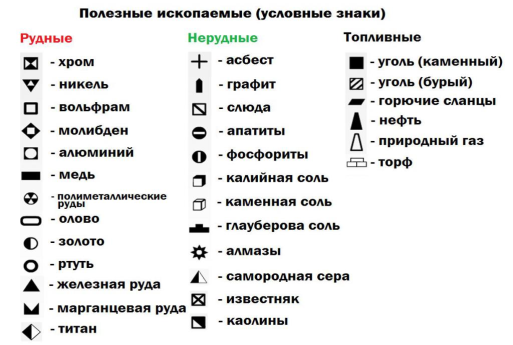 Полезные ископаемые (условные знаки)
Рудные
- хром
- никель
- вольфрам
- молибден
- алюминий
- медь
- полиметаллические
руды
- олово
- золото
- ртуть
- железная руда
- марганцевая руда
- титан
Нерудные
- асбест
- графит
- слюда
- апатиты
- фосфориты
- калийная соль
- каменная соль
- глауберова соль
- алмазы
- самородная сера
- известняк
- каолины
Топливные
- уголь (каменный)
- уголь (бурый)
- горючие сланцы
- нефть
- природный газ
- торф